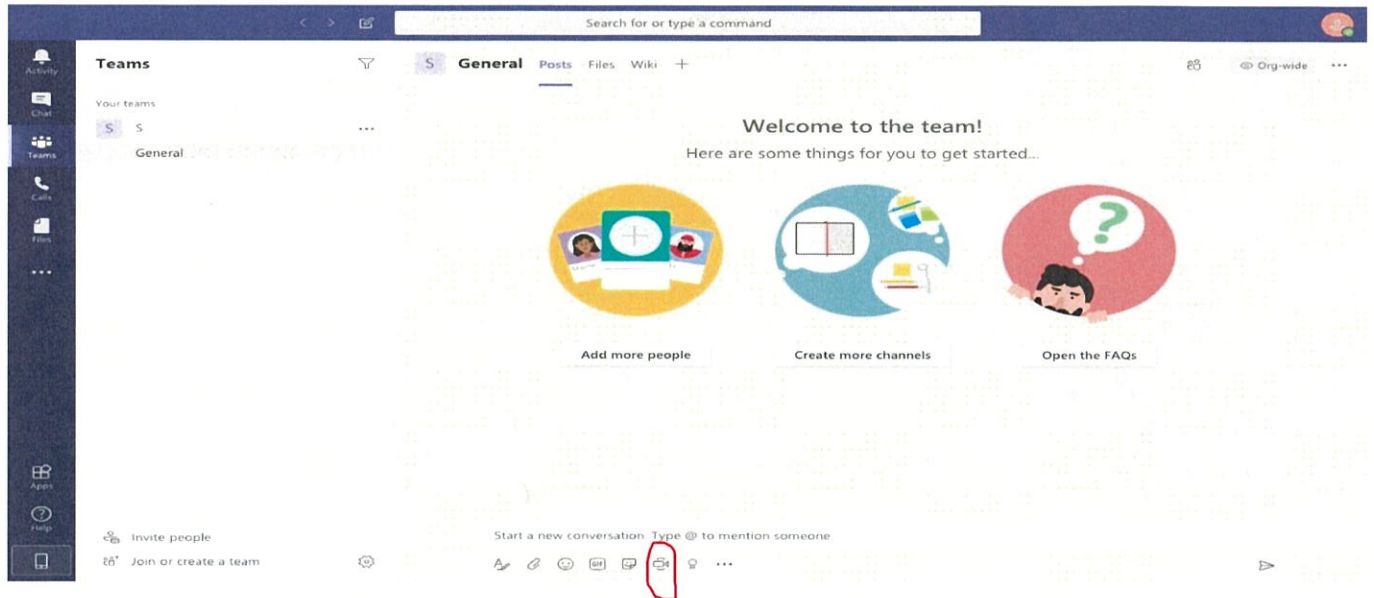 Search for or type a command
Activity
Chat
Teams
Calls
Files
Apps
Help
Teams
Your teams
S S
General
Invite people
Join or create a team
S General Posts Files Wiki +
Org-wide
Welcome to the team!
Here are some things for you to get started...
Add more people
Create more channels
Open the FAQs
Start a new conversation. Type @ to mention someone
GIF